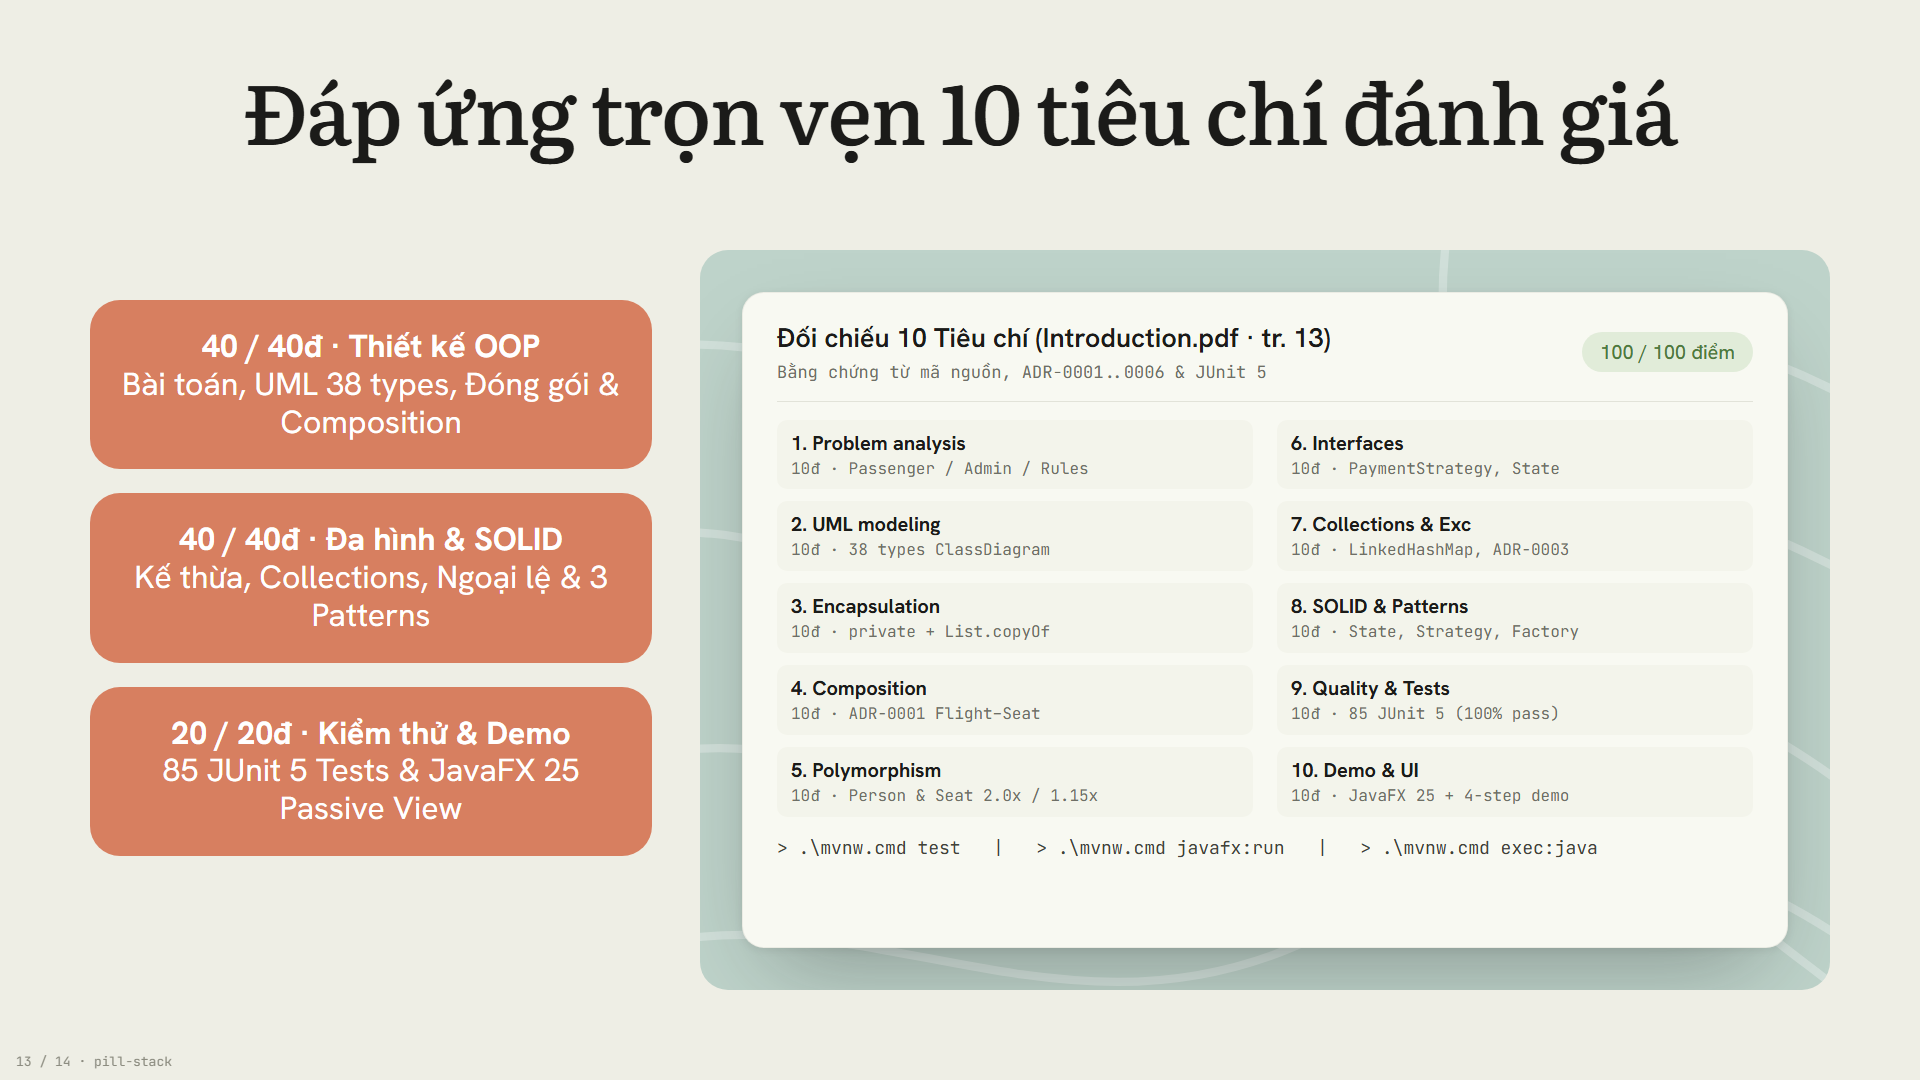 Đáp ứng trọn vẹn 10 tiêu chí đánh giá
40 / 40đ · Thiết kế OOP
Bài toán, UML 38 types, Đóng gói &
Composition
40 / 40đ · Đa hình & SOLID
Kế thừa, Collections, Ngoại lệ & 3
Patterns
20 / 20đ · Kiểm thử & Demo
85 JUnit 5 Tests & JavaFX 25
Passive View
Đối chiếu 10 Tiêu chí (Introduction.pdf · tr. 13)
Bằng chứng từ mã nguồn, ADR-0001..0006 & JUnit 5
100 / 100 điểm
1. Problem analysis
10đ · Passenger / Admin / Rules
2. UML modeling
10đ · 38 types ClassDiagram
3. Encapsulation
10đ · private + List.copyOf
4. Composition
10đ · ADR-0001 Flight–Seat
5. Polymorphism
10đ · Person & Seat 2.0x / 1.15x
6. Interfaces
10đ · PaymentStrategy, State
7. Collections & Exc
10đ · LinkedHashMap, ADR-0003
8. SOLID & Patterns
10đ · State, Strategy, Factory
9. Quality & Tests
10đ · 85 JUnit 5 (100% pass)
10. Demo & UI
10đ · JavaFX 25 + 4-step demo
> .\mvnw.cmd test | > .\mvnw.cmd javafx:run | > .\mvnw.cmd exec:java
13 / 14 · pill-stack